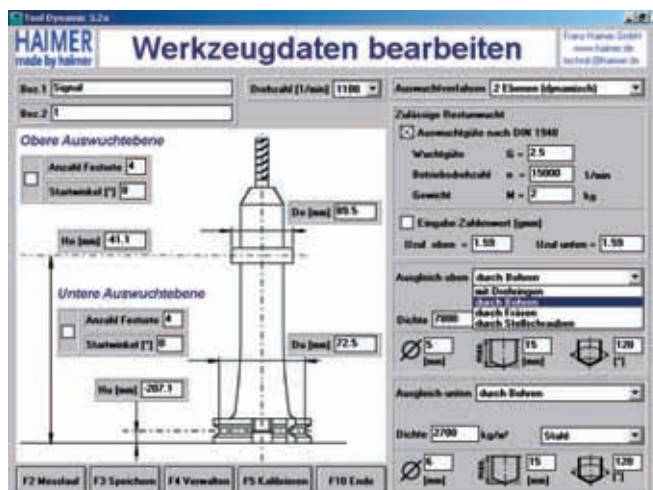 Tool Dynamic 3.2a
HAIMER
made by haimer
Werkzeugdaten bearbeiten
Franz Haimer GmbH
www.haimer.de
Bez.1 Signal
Drehzahl [1/min] 1100
Auswuchtverfahren 2 Ebenen (dynamisch)
Bez.2 1
Zulässige Restunwucht
Auswuchtgüte nach DIN 1940
Obere Auswuchtebene
Anzahl Festorte 4
Startwinkel [°] 0
Wuchtgüte G = 2.5
Betriebsdrehzahl n = 15000 1/min
Gewicht M = 2 kg
Do [mm] 89.5
Ho [mm] -41.1
Eingabe Zahlenwert [gmm]
Uzul oben = 1.59 Uzul unten = 1.59
Untere Auswuchtebene
Anzahl Festorte 4
Startwinkel [°] 0
Ausgleich oben durch Bohren
mit Drehringen
durch Bohren
durch Fräsen
durch Stellschrauben
Dichte 7800
Du [mm] 72.5
5 [mm] max 15 [mm] 120 [°]
Hu [mm] -207.1
Ausgleich unten durch Bohren
Dichte 2700 kg/m³ Stahl
6 [mm] max 15 [mm] 120 [°]
F2 Messlauf F3 Speichern F4 Verwalten F5 Kalibrieren F10 Ende